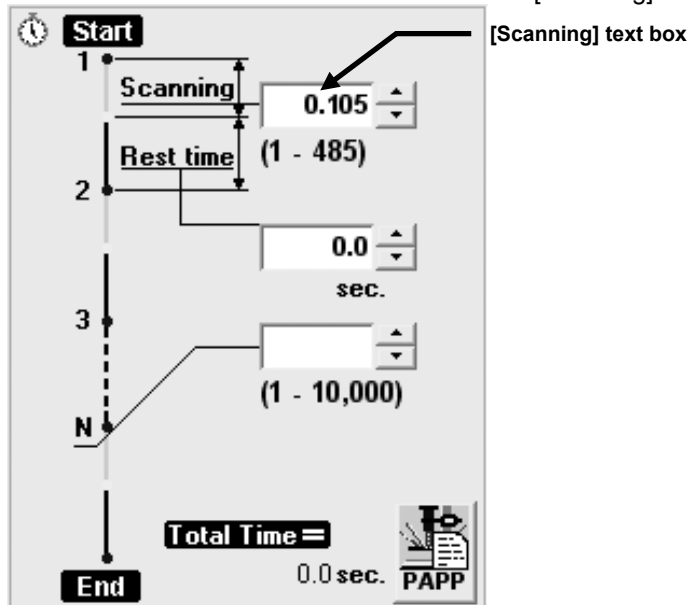 Start
[Scanning] text box
1
Scanning
0.105
(1 - 485)
Rest time
2
0.0
sec.
3
(1 - 10,000)
N
Total Time =
0.0 sec.
End
PAPP